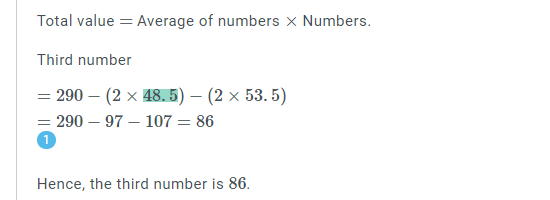 Total value = Average of numbers × Numbers.
Third number
= 290 − (2 × 48.5) − (2 × 53.5)
= 290 − 97 − 107 = 86
1
Hence, the third number is 86.